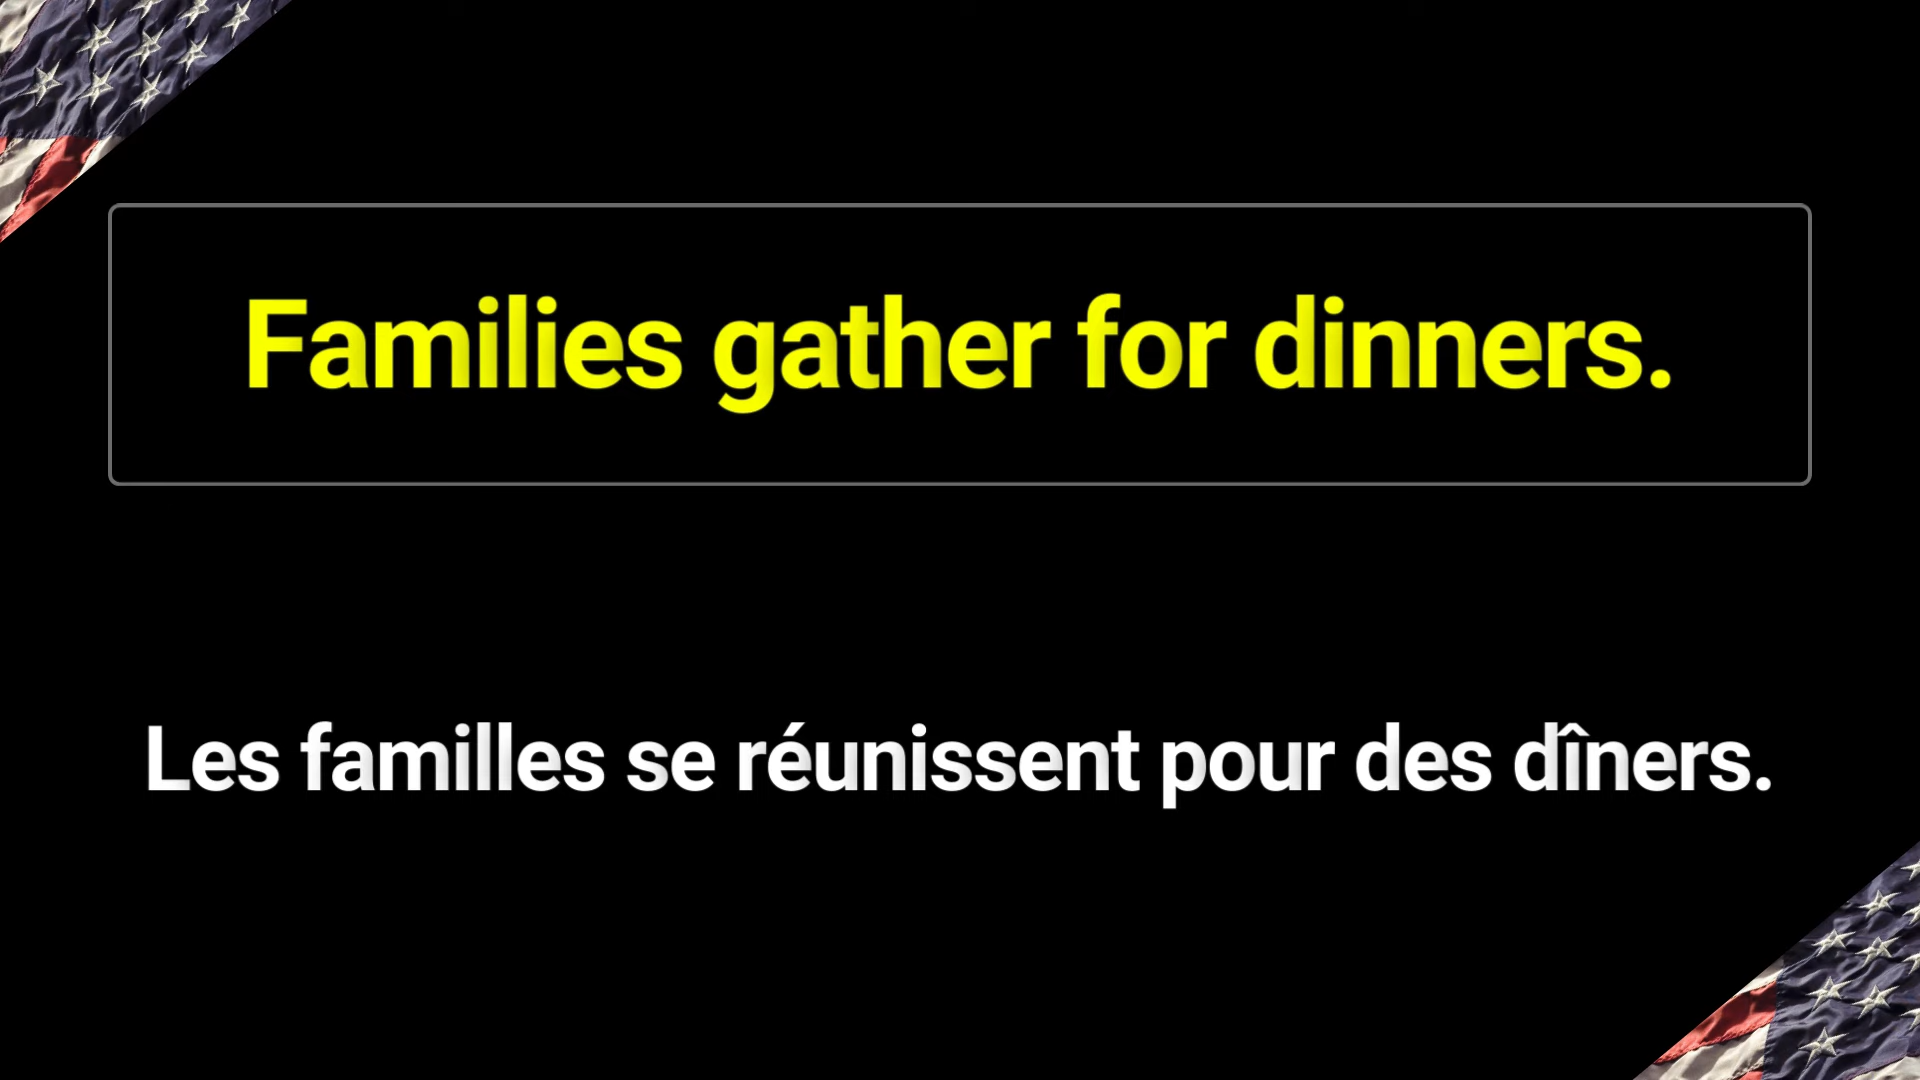 Families gather for dinners.
Les familles se réunissent pour des dîners.